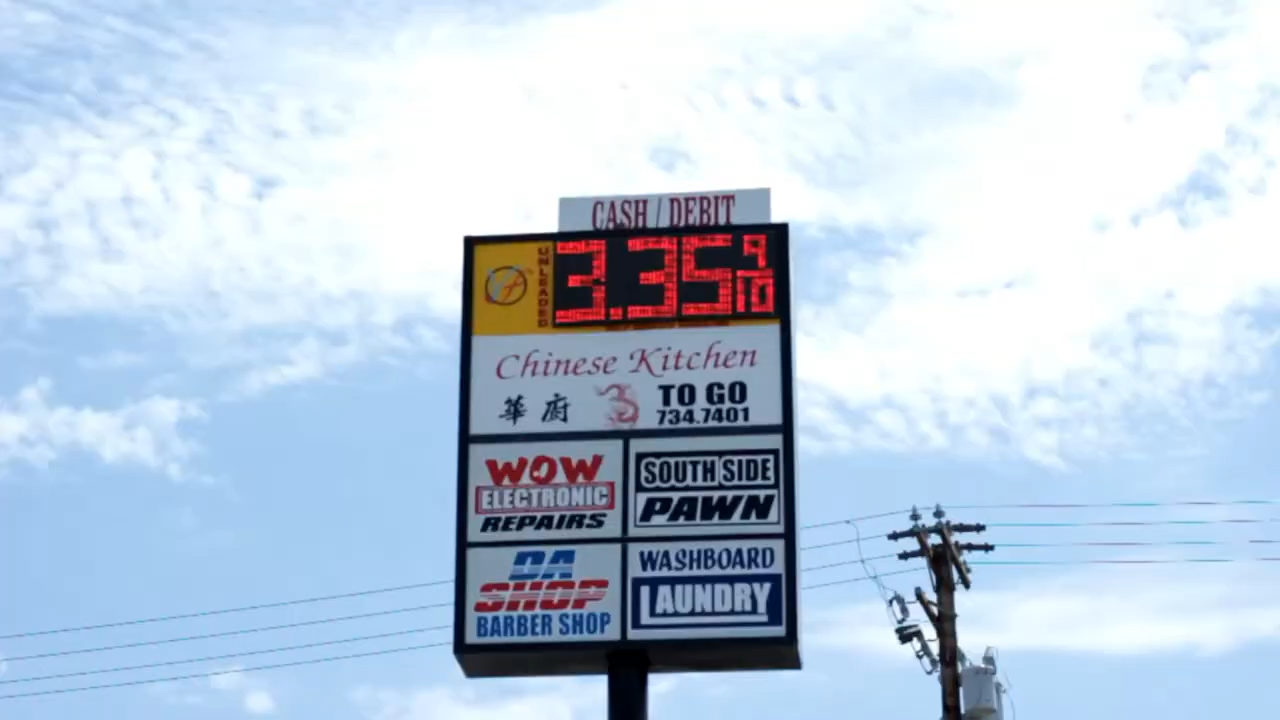 CASH / DEBIT
UNLEADED
3.35 9/10
Chinese Kitchen
華 府
TO GO
734.7401
WOW
ELECTRONIC
REPAIRS
SOUTH SIDE
PAWN
DA
SHOP
BARBER SHOP
WASHBOARD
LAUNDRY